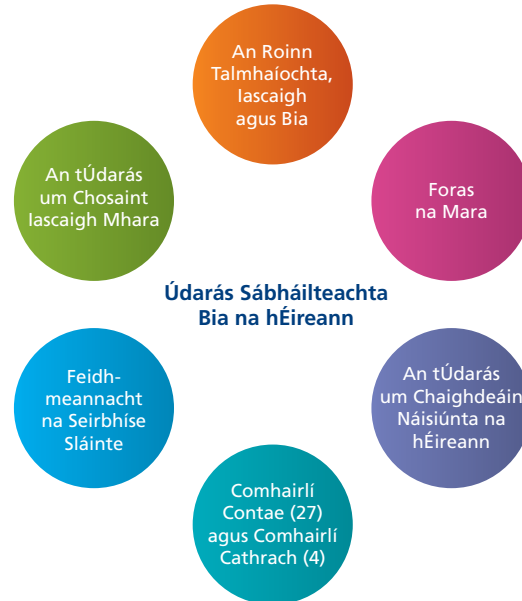 An Roinn
Talmhaíochta,
Iascaigh
agus Bia
An tÚdarás
um Chosaint
Iascaigh Mhara
Foras
na Mara
Údarás Sábháilteachta
Bia na hÉireann
Feidh-
meannacht
na Seirbhíse
Sláinte
An tÚdarás
um Chaighdeáin
Náisiúnta na
hÉireann
Comhairlí
Contae (27)
agus Comhairlí
Cathrach (4)